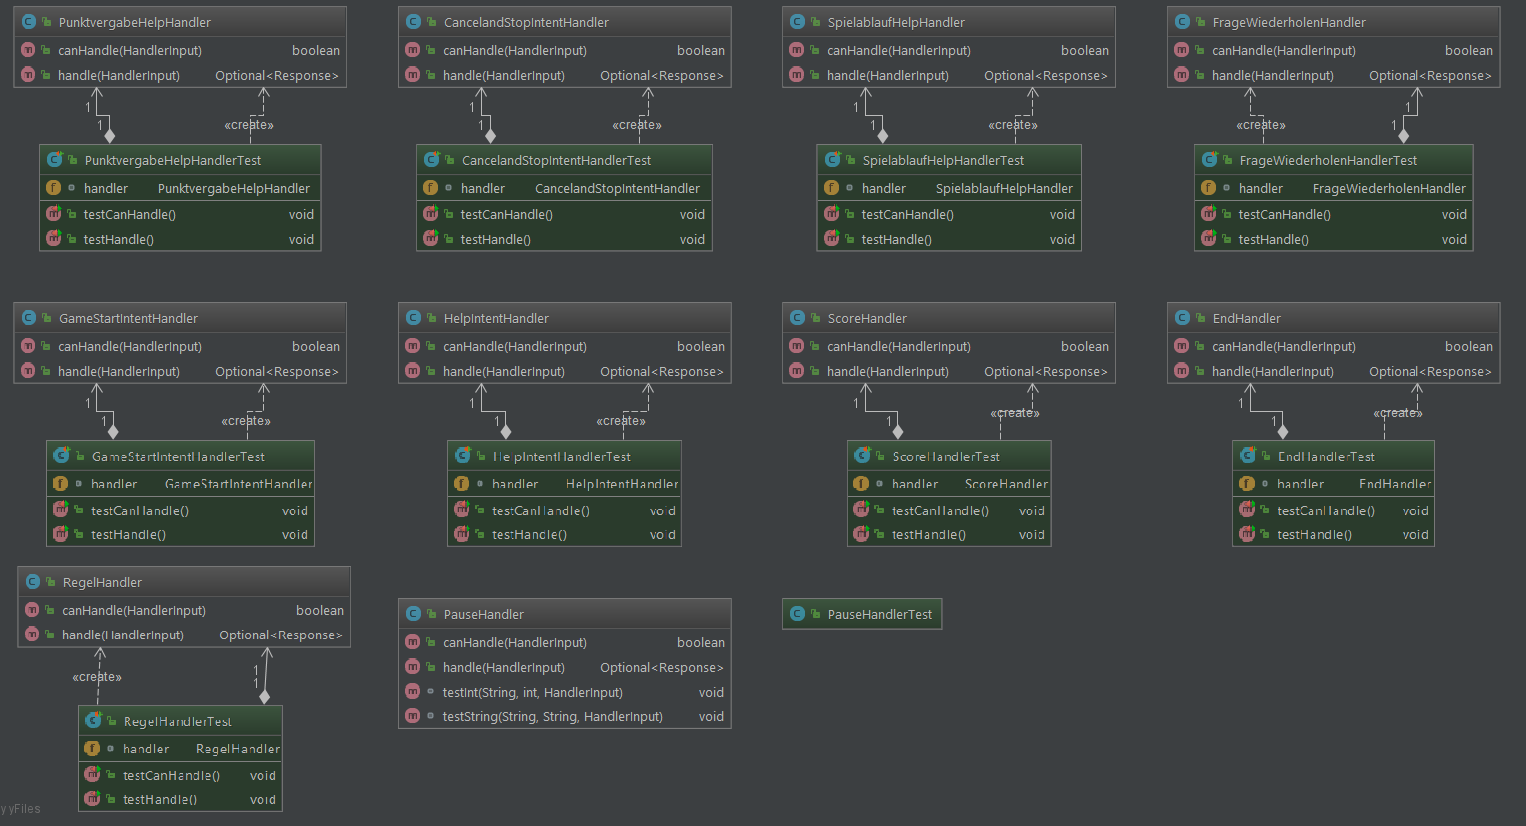 PunktvergabeHelpHandler
canHandle(HandlerInput) boolean
handle(HandlerInput) Optional<Response>
1
1
«create»
PunktvergabeHelpHandlerTest
handler PunktvergabeHelpHandler
testCanHandle() void
testHandle() void
CancelandStopIntentHandler
canHandle(HandlerInput) boolean
handle(HandlerInput) Optional<Response>
1
1
«create»
CancelandStopIntentHandlerTest
handler CancelandStopIntentHandler
testCanHandle() void
testHandle() void
SpielablaufHelpHandler
canHandle(HandlerInput) boolean
handle(HandlerInput) Optional<Response>
1
1
«create»
SpielablaufHelpHandlerTest
handler SpielablaufHelpHandler
testCanHandle() void
testHandle() void
FrageWiederholenHandler
canHandle(HandlerInput) boolean
handle(HandlerInput) Optional<Response>
«create»
1
1
FrageWiederholenHandlerTest
handler FrageWiederholenHandler
testCanHandle() void
testHandle() void
GameStartIntentHandler
canHandle(HandlerInput) boolean
handle(HandlerInput) Optional<Response>
1
1
«create»
GameStartIntentHandlerTest
handler GameStartIntentHandler
testCanHandle() void
testHandle() void
HelpIntentHandler
canHandle(HandlerInput) boolean
handle(HandlerInput) Optional<Response>
1
1
«create»
HelpIntentHandlerTest
handler HelpIntentHandler
testCanHandle() void
testHandle() void
ScoreHandler
canHandle(HandlerInput) boolean
handle(HandlerInput) Optional<Response>
1
1
«create»
ScoreHandlerTest
handler ScoreHandler
testCanHandle() void
testHandle() void
EndHandler
canHandle(HandlerInput) boolean
handle(HandlerInput) Optional<Response>
1
1
«create»
EndHandlerTest
handler EndHandler
testCanHandle() void
testHandle() void
RegelHandler
canHandle(HandlerInput) boolean
handle(HandlerInput) Optional<Response>
«create»
1
1
RegelHandlerTest
handler RegelHandler
testCanHandle() void
testHandle() void
PauseHandler
canHandle(HandlerInput) boolean
handle(HandlerInput) Optional<Response>
testInt(String, int, HandlerInput) void
testString(String, String, HandlerInput) void
PauseHandlerTest
y yFiles